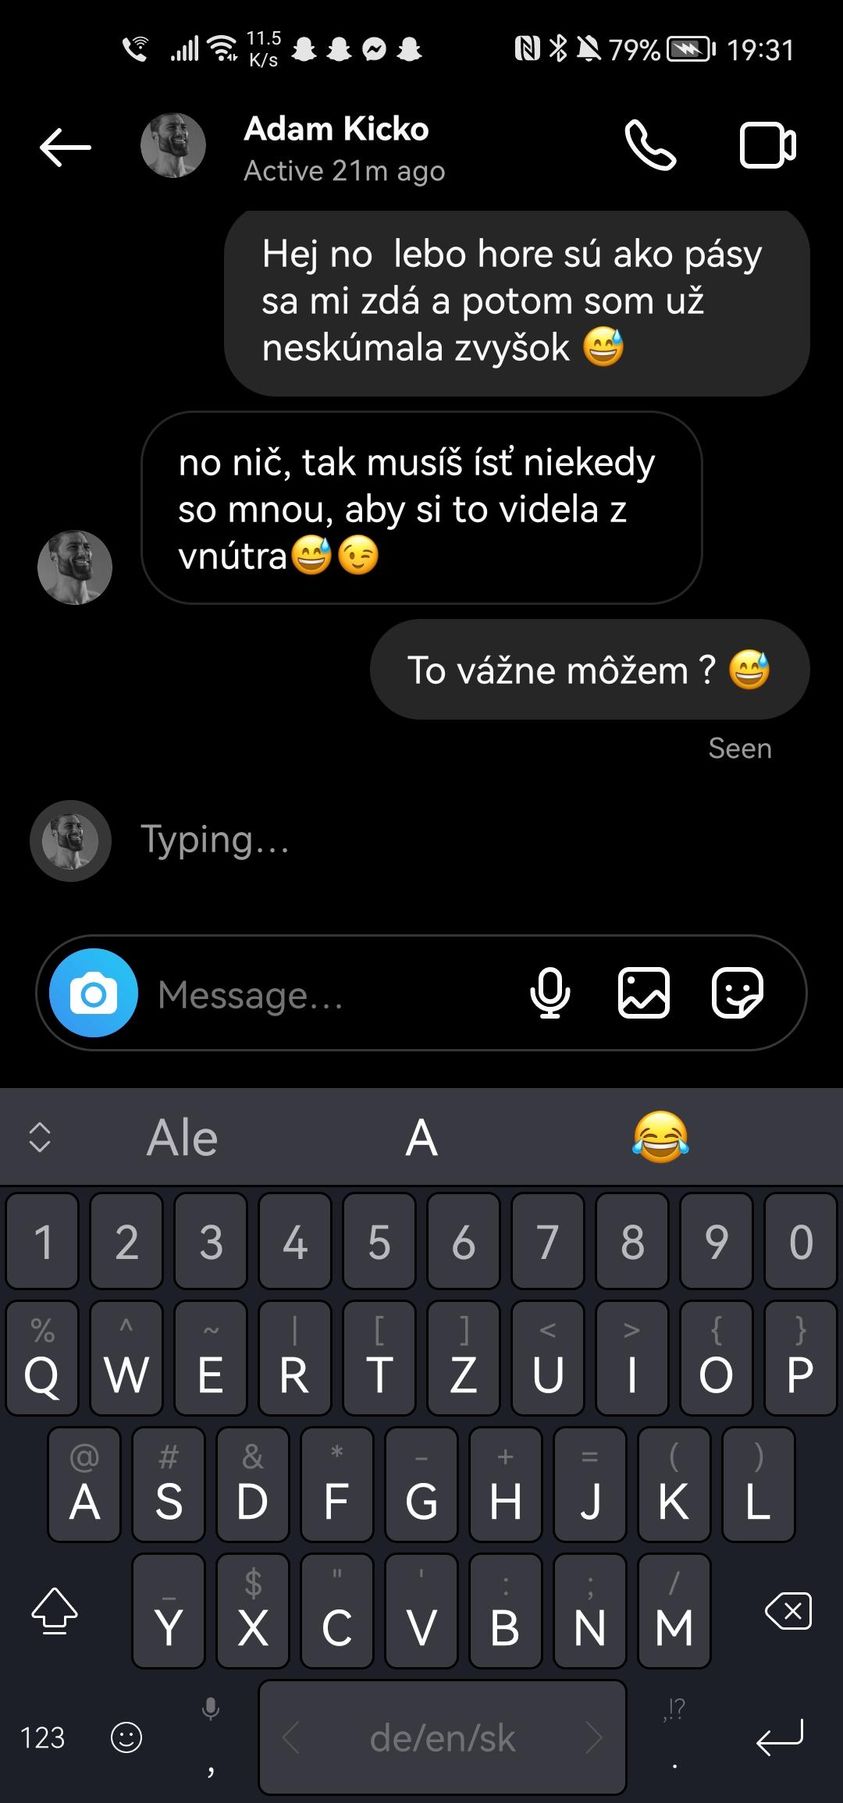 11.5
K/s
79%
19:31
Adam Kicko
Active 21m ago
Hej no lebo hore sú ako pásy
sa mi zdá a potom som už
neskúmala zvyšok 😅
no nič, tak musíš ísť niekedy
so mnou, aby si to videla z
vnútra😅😉
To vážne môžem ? 😅
Seen
Typing...
Message...
Ale A 😂
1 2 3 4 5 6 7 8 9 0
% ^ ~ | [ ] < > { }
Q W E R T Z U I O P
@ # & * - + = ( )
A S D F G H J K L
_ $ " ' : ; /
Y X C V B N M
,!?
123 , < de/en/sk > .